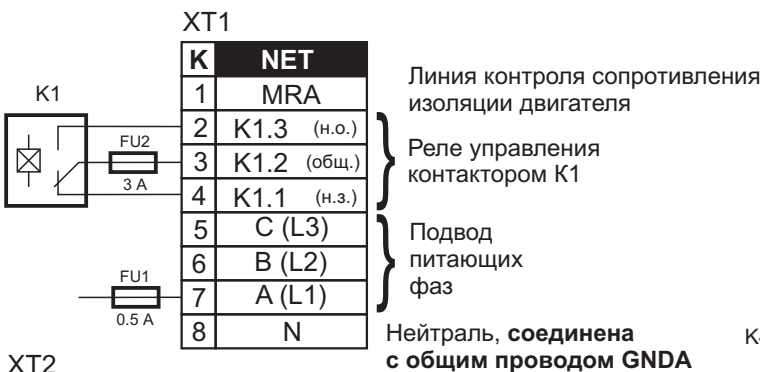 XT1
K NET
1 MRA
2 K1.3 (н.о.)
3 K1.2 (общ.)
4 K1.1 (н.з.)
5 C (L3)
6 B (L2)
7 A (L1)
8 N
K1
FU2
3 A
FU1
0.5 A
Линия контроля сопротивления
изоляции двигателя
Реле управления
контактором К1
Подвод
питающих
фаз
Нейтраль, соединена
с общим проводом GNDA
XT2